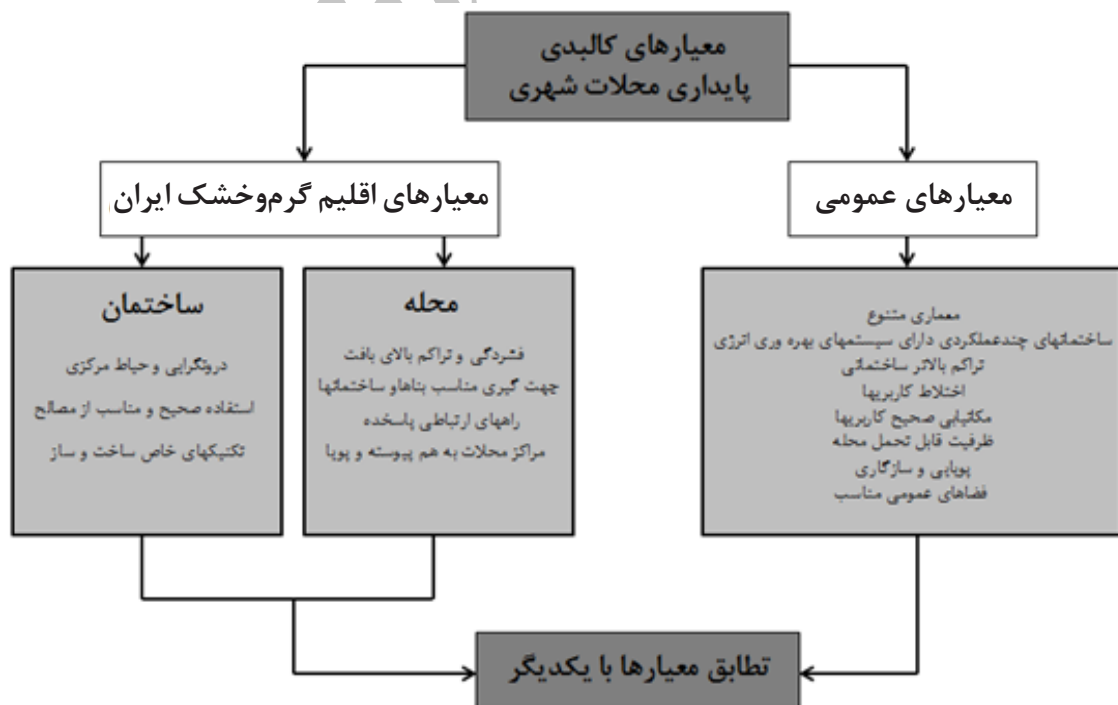 معیارهای کالبدی
پایداری محلات شهری
معیارهای عمومی
معیارهای اقلیم گرم‌وخشک ایران
معماری متنوع
ساختمانهای چندعملکردی دارای سیستمهای بهره وری انرژی
تراکم بالاتر ساختمانی
اختلاط کاربریها
مکانیابی صحیح کاربریها
ظرفیت قابل تحمل محله
پویایی و سازگاری
فضاهای عمومی مناسب
محله
فشردگی و تراکم بالای بافت
جهت گیری مناسب بناهاو ساختمانها
راههای ارتباطی پاسخده
مراکز محلات به هم پیوسته و پویا
ساختمان
درونگرایی و حیاط مرکزی
استفاده صحیح و مناسب از مصالح
تکنیکهای خاص ساخت و ساز
تطابق معیارها با یکدیگر